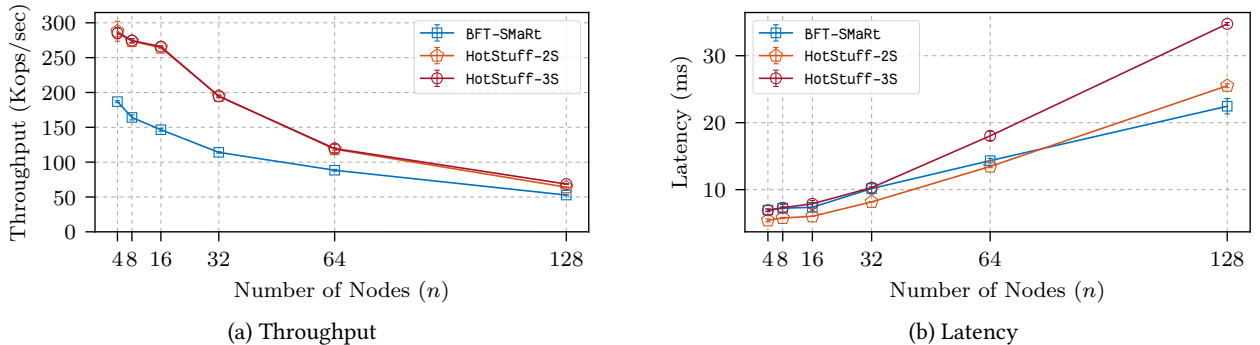 Throughput (Kops/sec)
300
250
200
150
100
50
0
BFT-SMaRt
HotStuff-2S
HotStuff-3S
4 8 16 32 64 128
Number of Nodes (n)
(a) Throughput
Latency (ms)
30
20
10
BFT-SMaRt
HotStuff-2S
HotStuff-3S
4 8 16 32 64 128
Number of Nodes (n)
(b) Latency